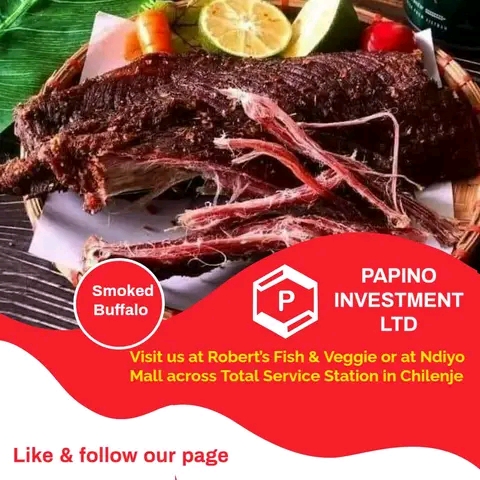 Smoked
Buffalo
P
PAPINO
INVESTMENT
LTD
Visit us at Robert's Fish & Veggie or at Ndiyo
Mall across Total Service Station in Chilenje
Like & follow our page